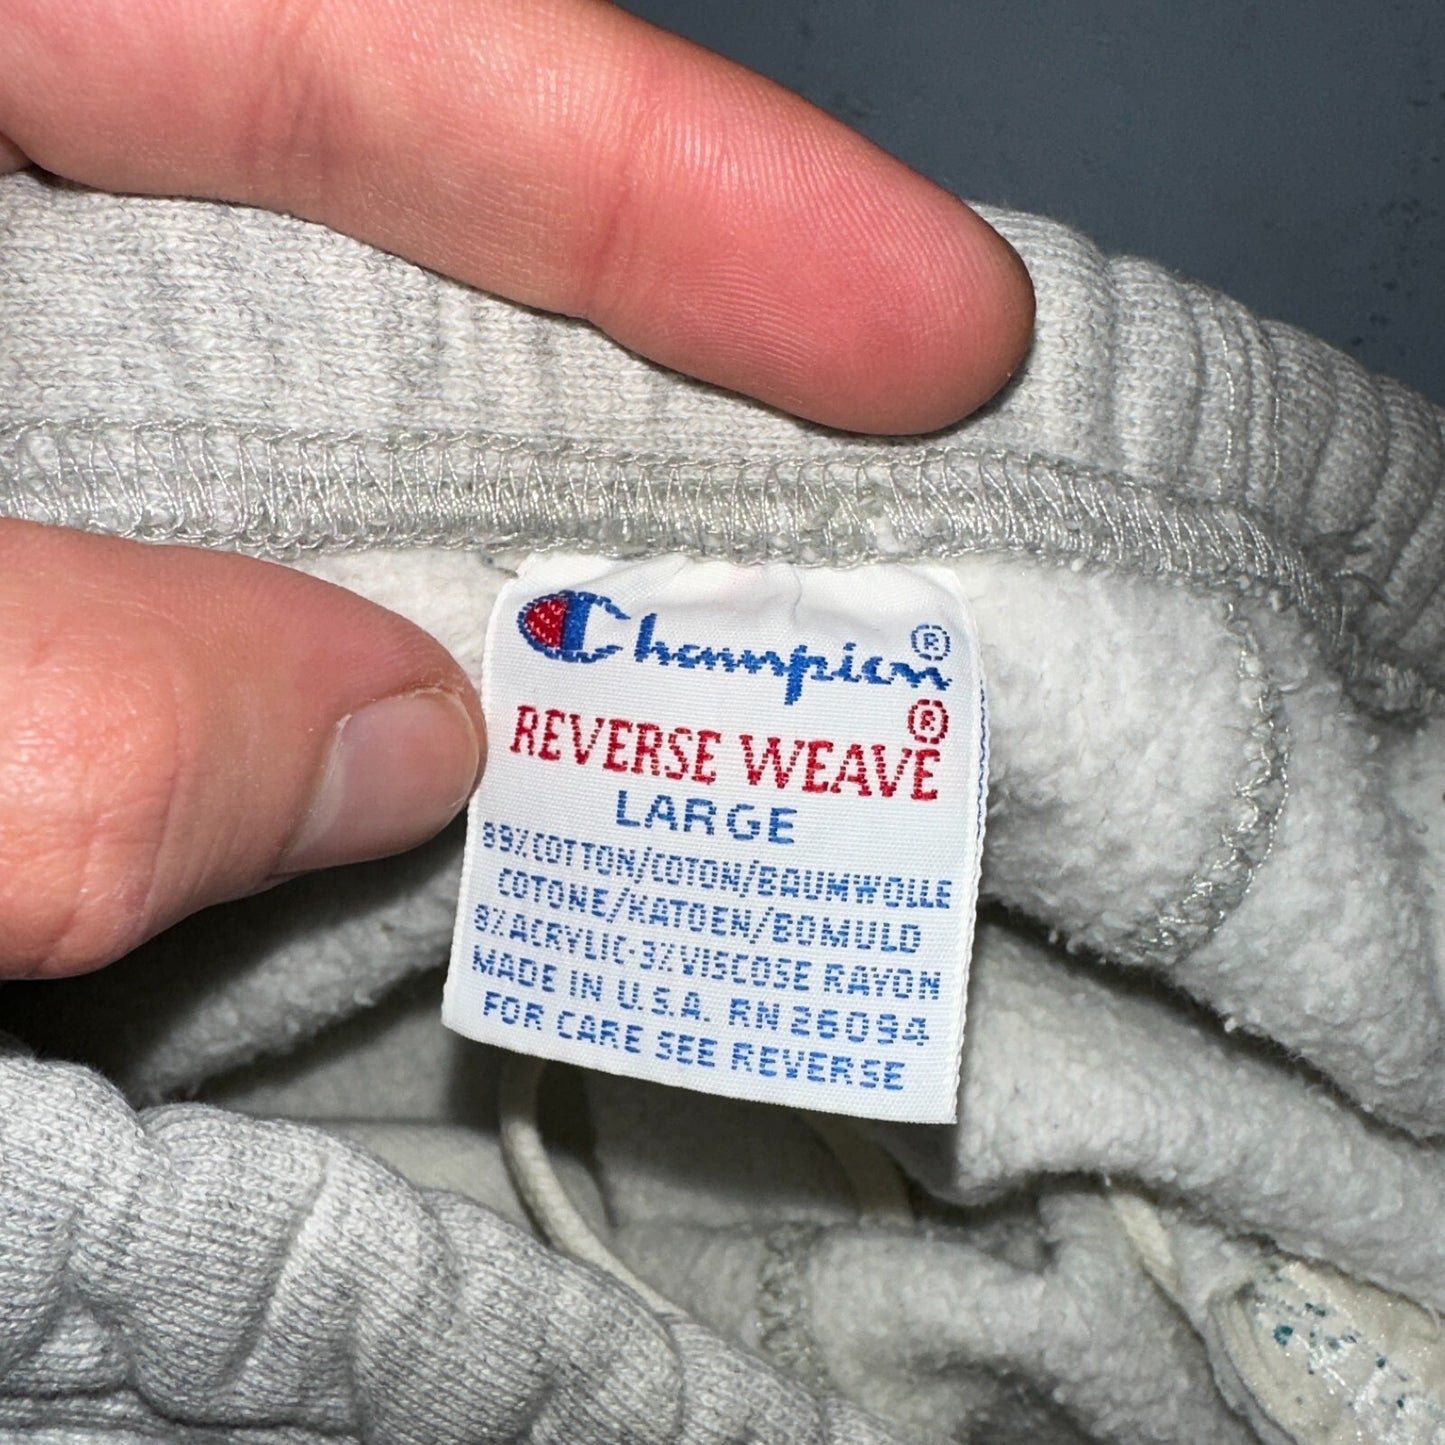 Champion®
REVERSE WEAVE®
LARGE
89% COTTON/COTON/BAUMWOLLE
COTONE/KATOEN/BOMULD
8% ACRYLIC-3% VISCOSE RAYON
MADE IN U.S.A. RN 26094
FOR CARE SEE REVERSE